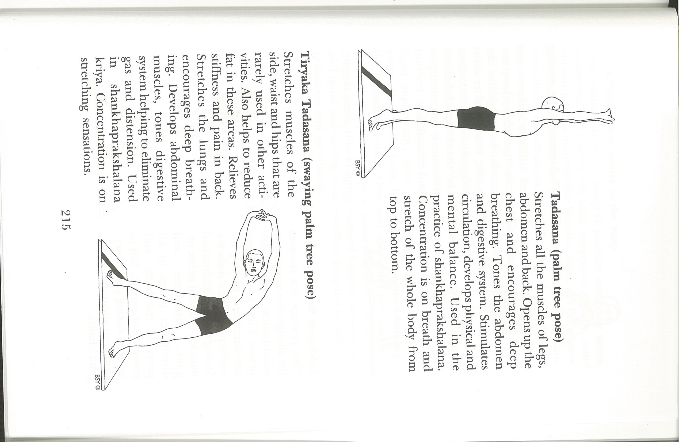 Tadasana (palm tree pose)
Stretches all the muscles of legs,
abdomen and back. Opens up the
chest and encourages deep
breathing. Tones the abdomen
and digestive system. Stimulates
circulation, develops physical and
mental balance. Used in the
practice of shankhaprakshalana.
Concentration is on breath and
stretch of the whole body from
top to bottom.
Tiryaka Tadasana (swaying palm tree pose)
Stretches muscles of the
side, waist and hips that are
rarely used in other acti-
vities. Also helps to reduce
fat in these areas. Relieves
stiffness and pain in back.
Stretches the lungs and
encourages deep breath-
ing. Develops abdominal
muscles, tones digestive
system helping to eliminate
gas and distension. Used
in shankhaprakshalana
kriya. Concentration is on
stretching sensations.
215